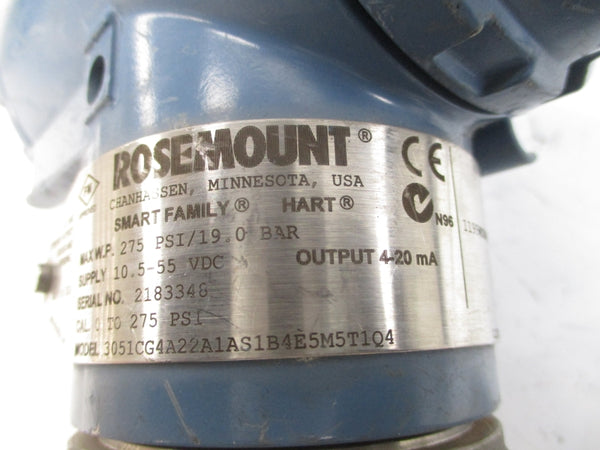 ROSEMOUNT®
CHANHASSEN, MINNESOTA, USA
SMART FAMILY® HART®
MAX W.P. 275 PSI/19.0 BAR
SUPPLY 10.5-55 VDC
OUTPUT 4-20 mA
SERIAL NO. 2183348
CAL. 0 TO 275 PSI
MODEL 3051CG4A22A1AS1B4E5M5T1Q4
CE
N96